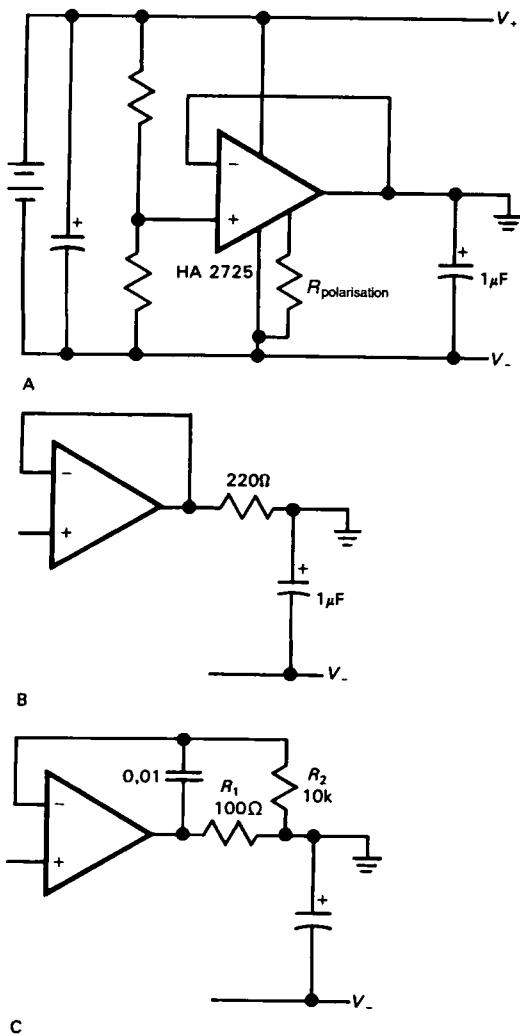 V+
+
−
+
HA 2725
Rpolarisation
+
1µF
V-
A
−
+
220Ω
+
1µF
V-
B
−
+
0,01
R1
100Ω
R2
10k
+
V-
C